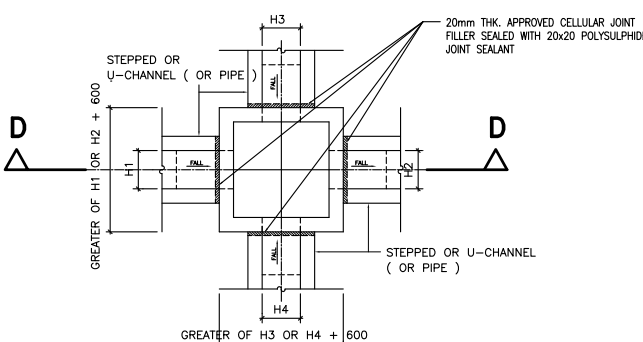 H3
20mm THK. APPROVED CELLULAR JOINT
FILLER SEALED WITH 20x20 POLYSULPHIDE
JOINT SEALANT
STEPPED OR
U-CHANNEL ( OR PIPE )
FALL
D
D
GREATER OF H1 OR H2 + 600
H1
FALL
FALL
H2
FALL
STEPPED OR U-CHANNEL
( OR PIPE )
H4
GREATER OF H3 OR H4 + 600